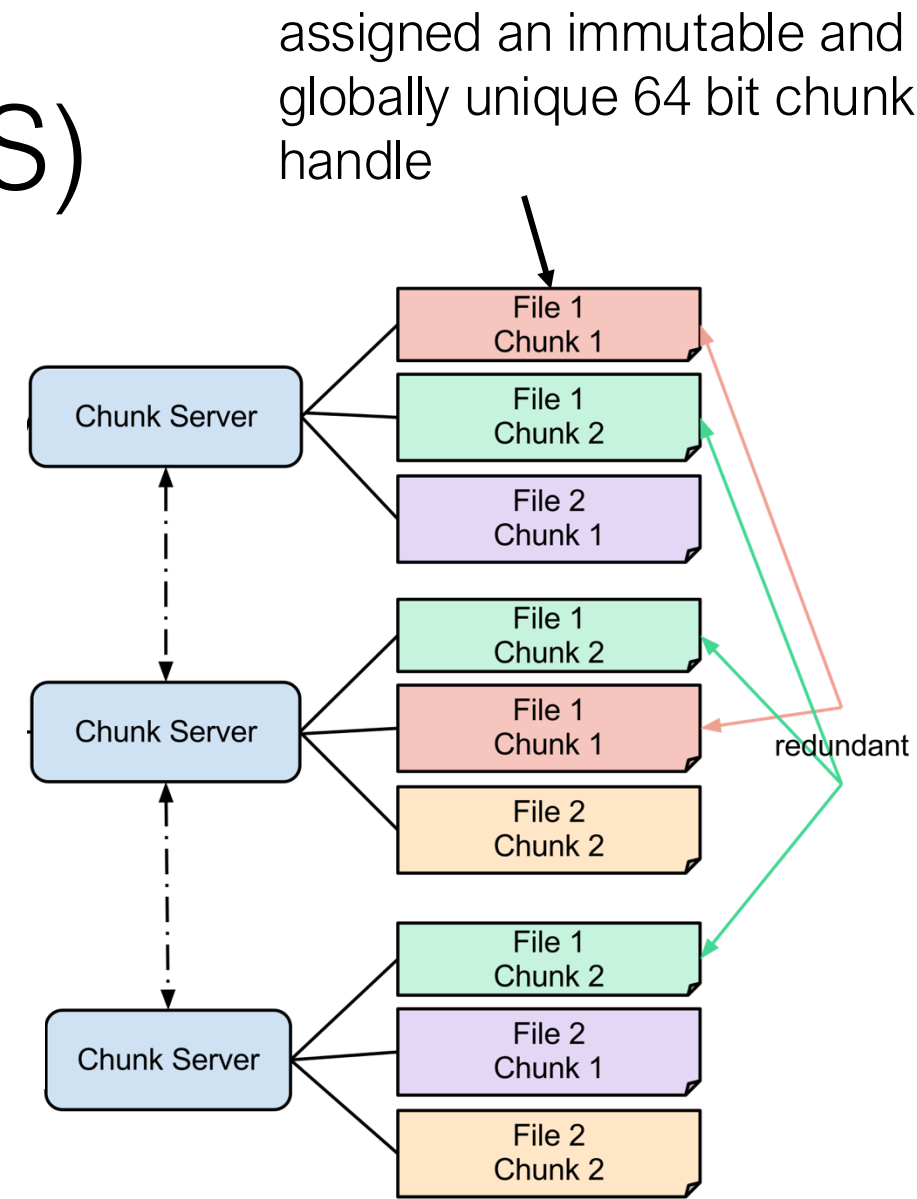 assigned an immutable and
globally unique 64 bit chunk
S)
handle
File 1
Chunk 1
Chunk Server
File 1
Chunk 2
File 2
Chunk 1
File 1
Chunk 2
Chunk Server
File 1
Chunk 1
redundant
File 2
Chunk 2
File 1
Chunk 2
Chunk Server
File 2
Chunk 1
File 2
Chunk 2